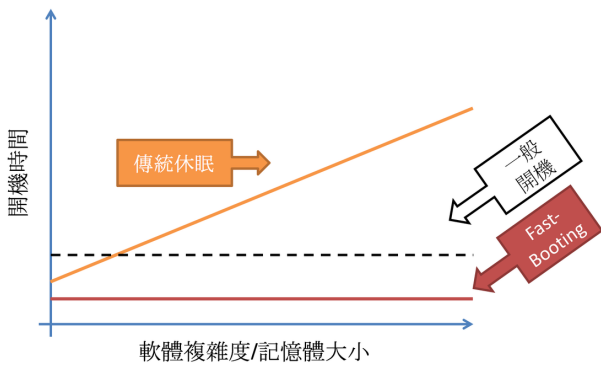 開機時間
傳統休眠
一般
開機
Fast-
Booting
軟體複雜度/記憶體大小